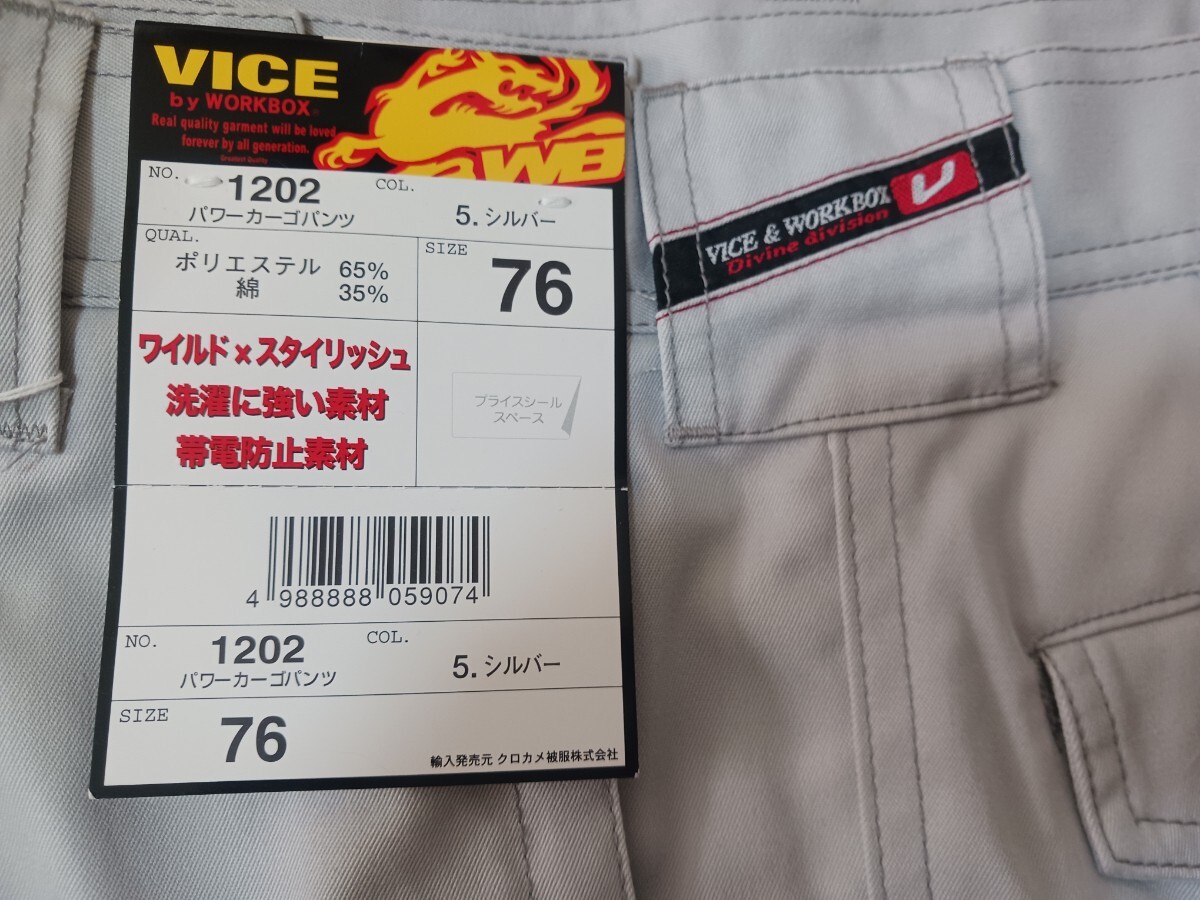 VICE
by WORKBOX®
Real quality garment will be loved
forever by all generation.
Greatest Quality
WB
NO. 1202 COL.
パワーカーゴパンツ 5. シルバー
QUAL.
ポリエステル 65%
綿 35%
SIZE
76
ワイルド×スタイリッシュ
洗濯に強い素材
帯電防止素材
プライスシール
スペース
4 988888 059074
NO. 1202 COL.
パワーカーゴパンツ 5. シルバー
SIZE 76
輸入発売元 クロカメ被服株式会社
VICE & WORKBOX
Divine division